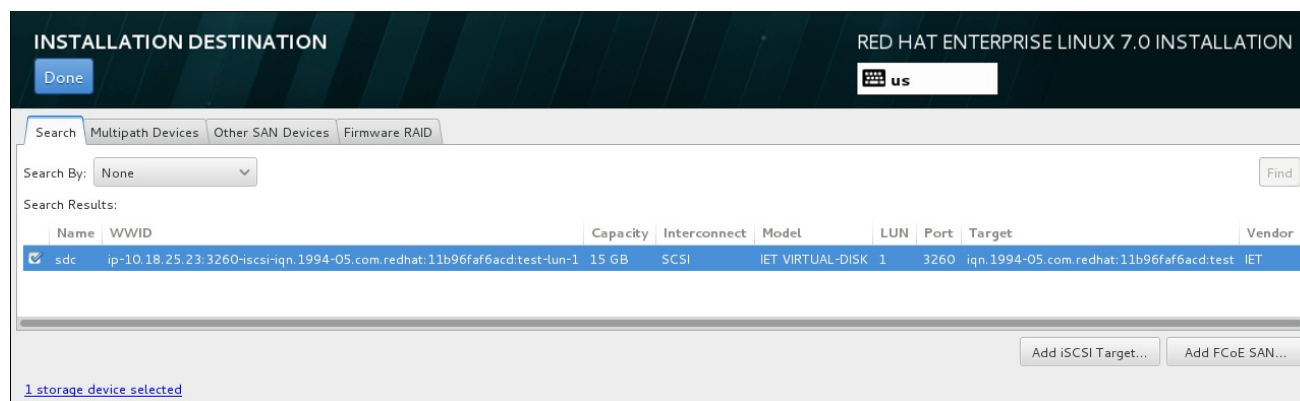 INSTALLATION DESTINATION
RED HAT ENTERPRISE LINUX 7.0 INSTALLATION
Done
us
Search Multipath Devices Other SAN Devices Firmware RAID
Search By: None Find
Search Results:
Name WWID Capacity Interconnect Model LUN Port Target Vendor
sdc ip-10.18.25.23:3260-iscsi-iqn.1994-05.com.redhat:11b96faf6acd:test-lun-1 15 GB SCSI IET VIRTUAL-DISK 1 3260 iqn.1994-05.com.redhat:11b96faf6acd:test IET
Add iSCSI Target... Add FCoE SAN...
1 storage device selected